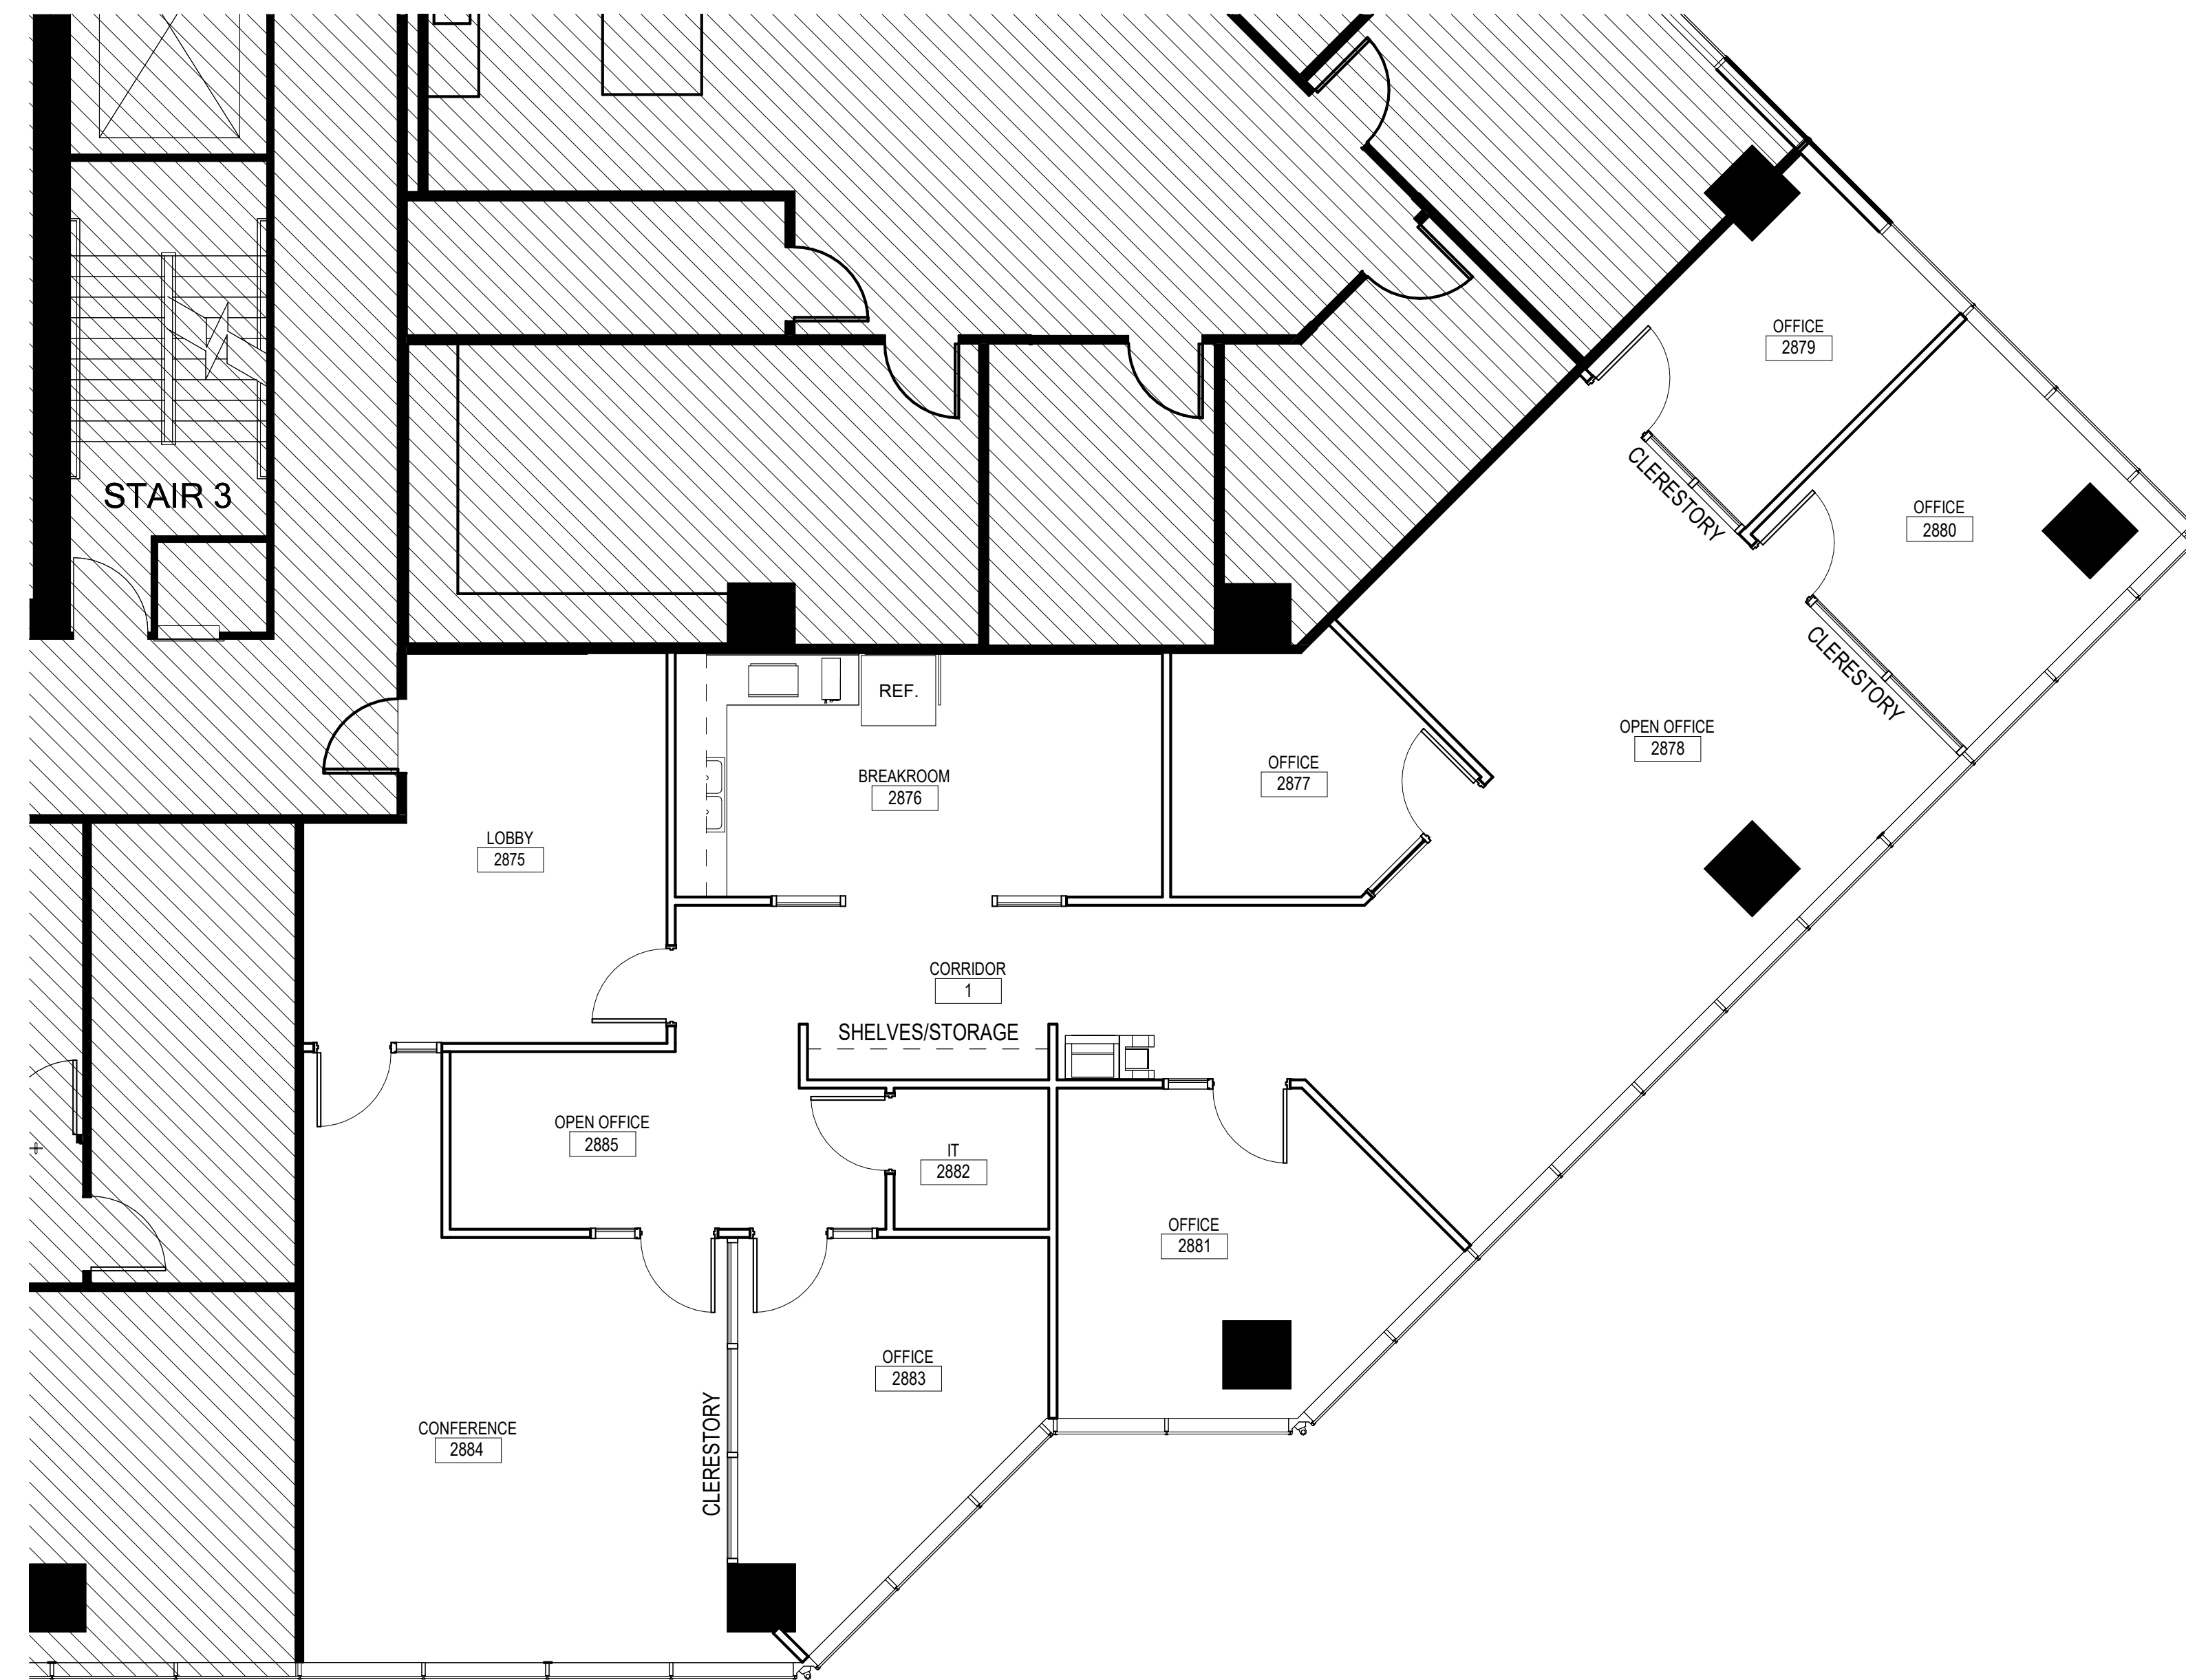 OFFICE
2879
CLERESTORY
STAIR 3
OFFICE
2880
CLERESTORY
REF.
OPEN OFFICE
2878
OFFICE
2877
BREAKROOM
2876
LOBBY
2875
CORRIDOR
1
SHELVES/STORAGE
OPEN OFFICE
2885
IT
2882
OFFICE
2881
OFFICE
2883
CONFERENCE
2884
CLERESTORY